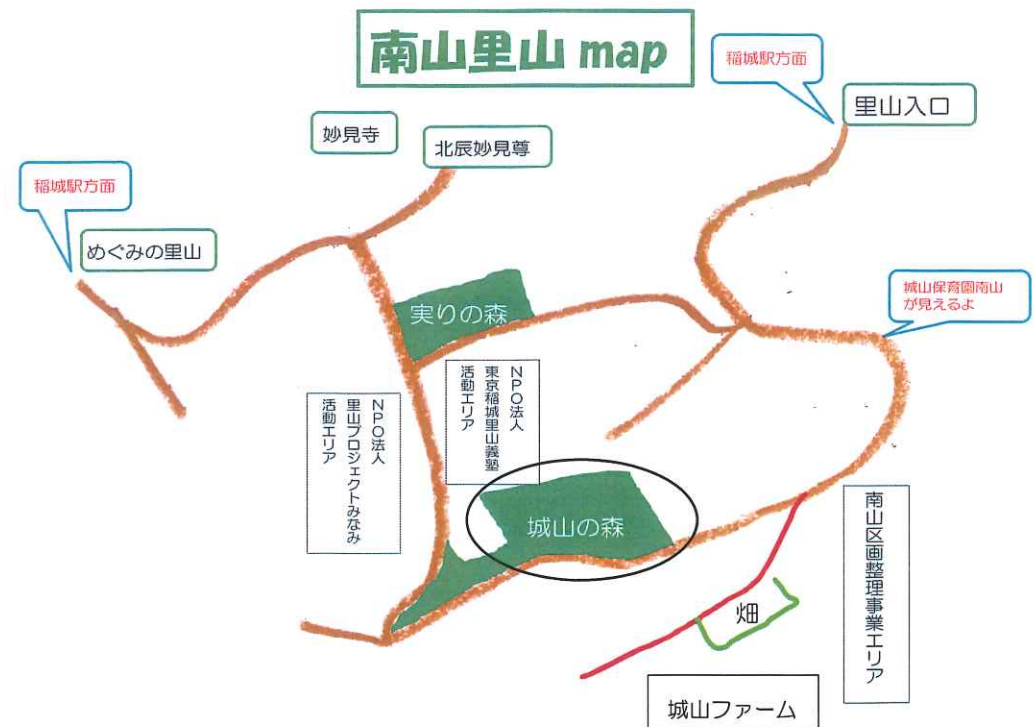 南山里山 map
稲城駅方面
里山入口
妙見寺
北辰妙見尊
稲城駅方面
めぐみの里山
城山保育園南山
が見えるよ
実りの森
NPO法人
東京稲城里山義塾
活動エリア
NPO法人
里山プロジェクトみなみ
活動エリア
城山の森
南山区画整理事業エリア
畑
城山ファーム